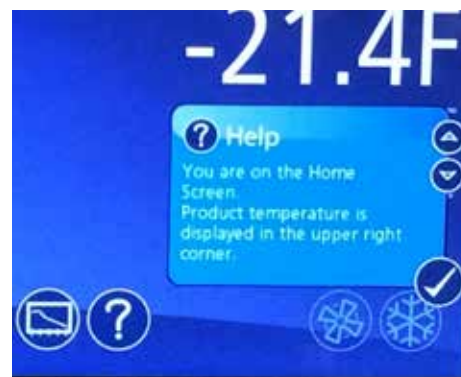 -21.4F
? Help
You are on the Home
Screen.
Product temperature is
displayed in the upper right
corner.
?